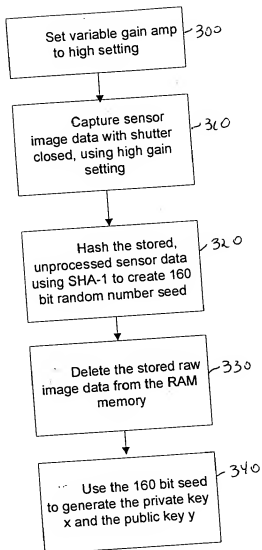 Set variable gain amp
to high setting
300
Capture sensor
image data with shutter
closed, using high gain
setting
310
Hash the stored,
unprocessed sensor data
using SHA-1 to create 160
bit random number seed
320
Delete the stored raw
image data from the RAM
memory
330
Use the 160 bit seed
to generate the private key
x and the public key y
340